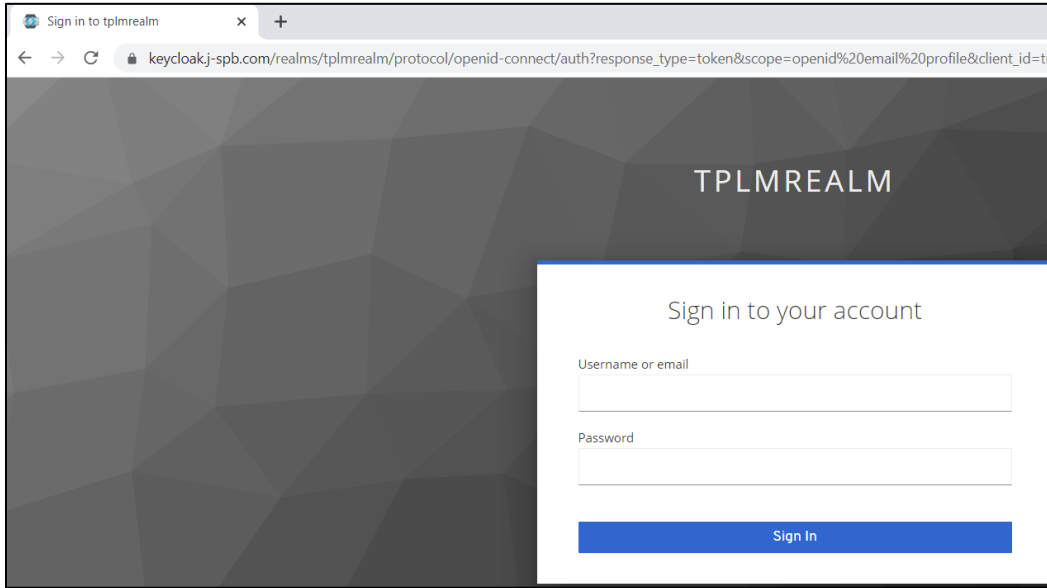 Sign in to tplmrealm
keycloak.j-spb.com/realms/tplmrealm/protocol/openid-connect/auth?response_type=token&scope=openid%20email%20profile&client_id=t
TPLMREALM
Sign in to your account
Username or email
Password
Sign In